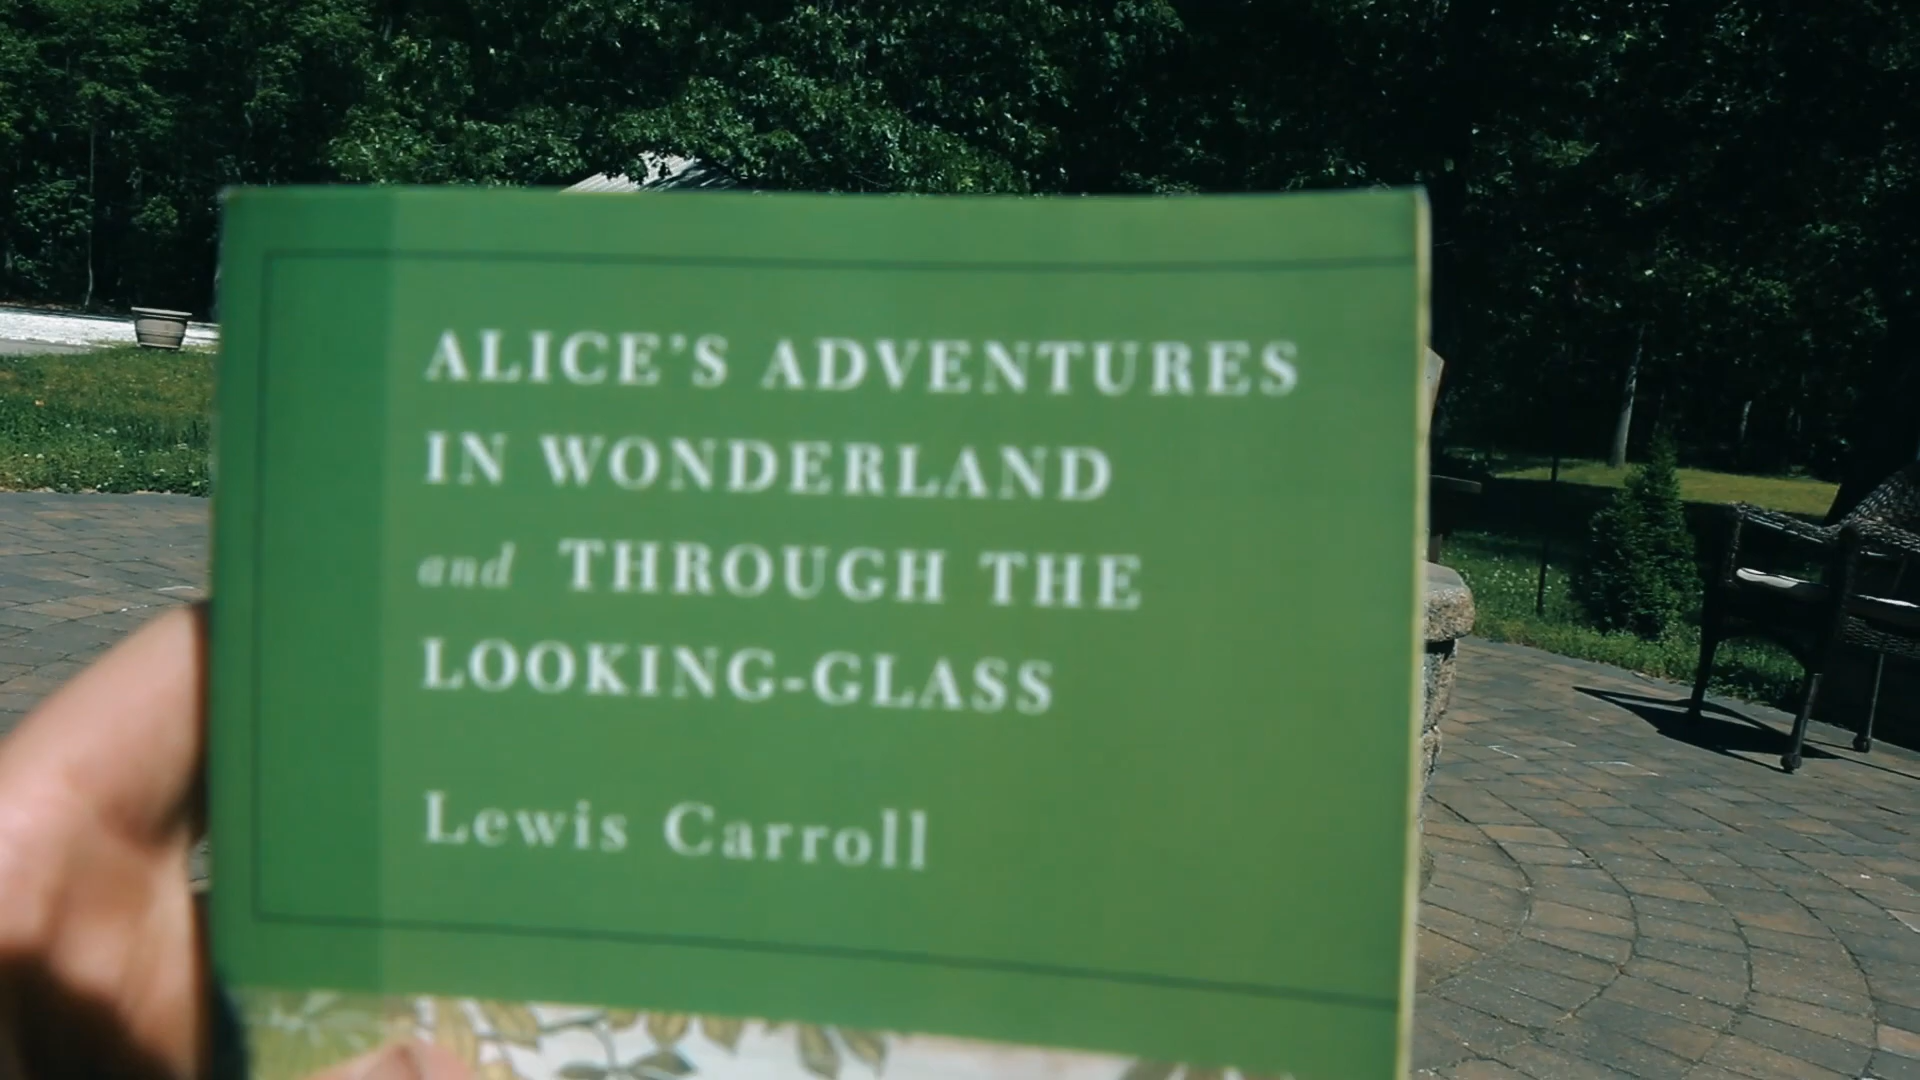 ALICE'S ADVENTURES
IN WONDERLAND
and THROUGH THE
LOOKING-GLASS
Lewis Carroll